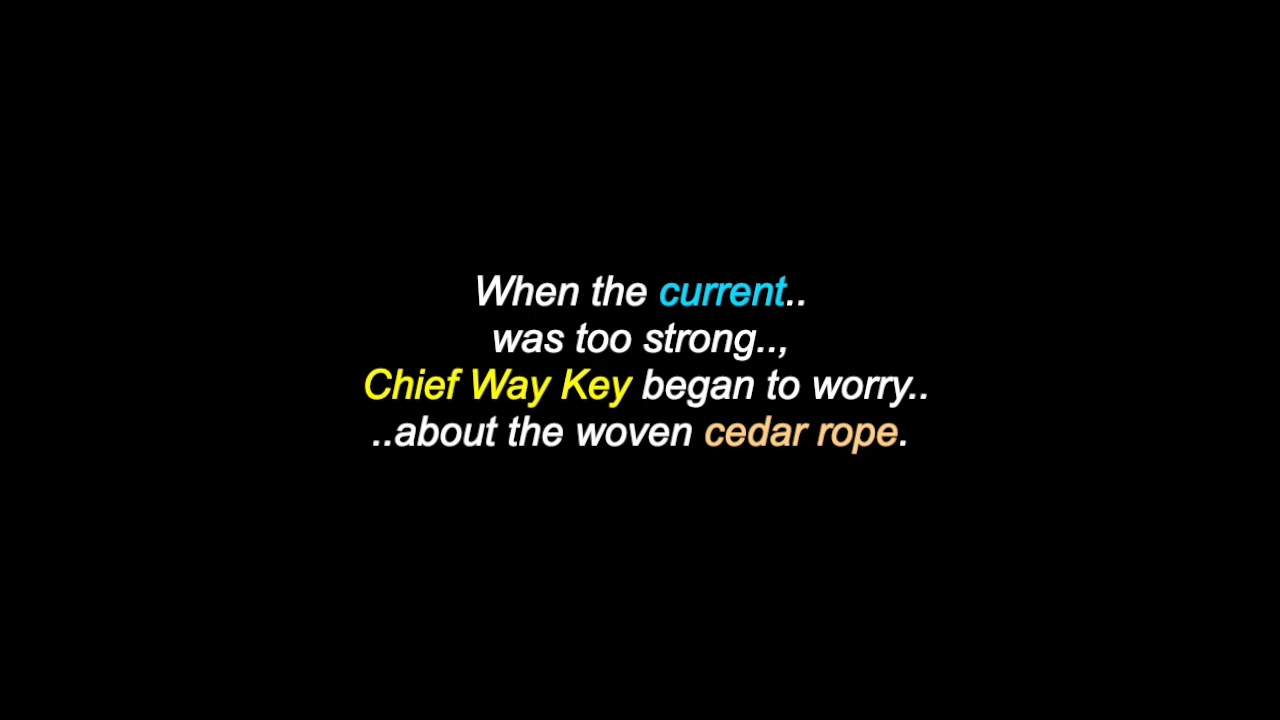 When the current..
was too strong..,
Chief Way Key began to worry..
..about the woven cedar rope.